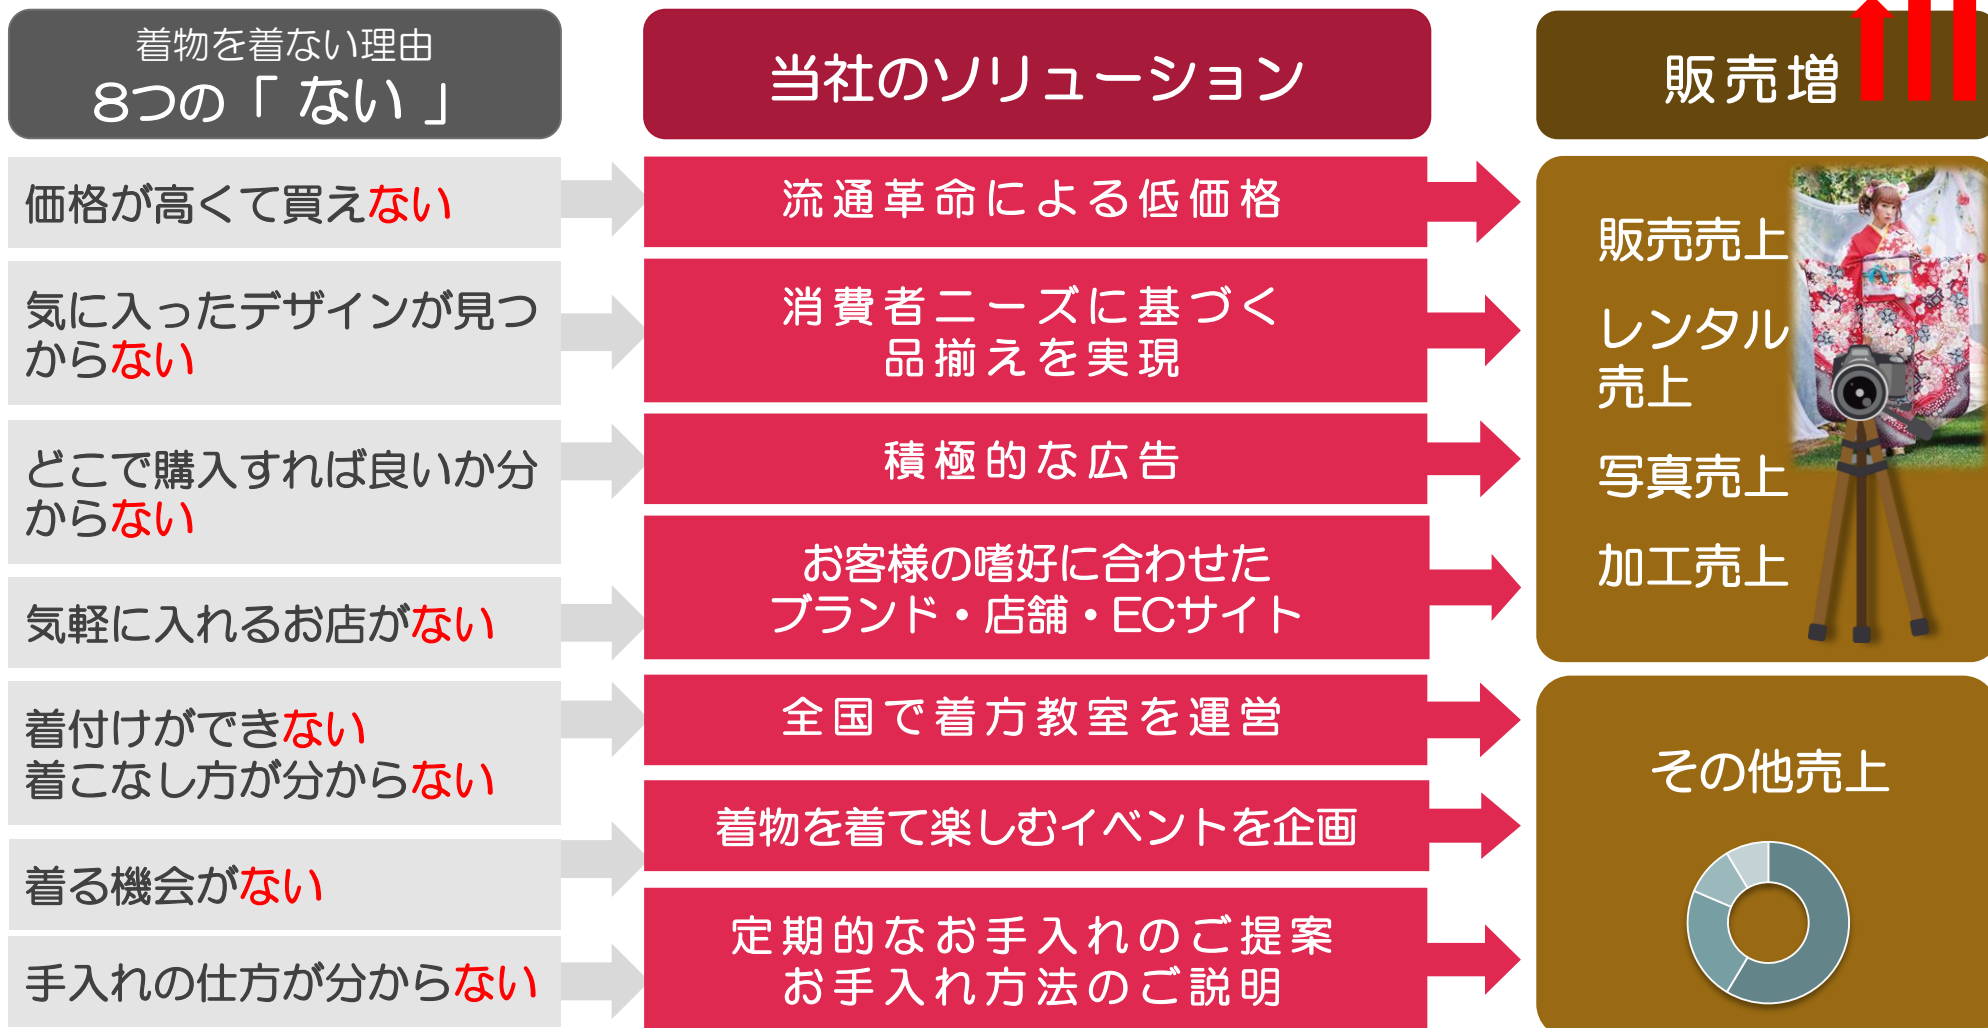 着物を着ない理由
8つの「 ない 」
価格が高くて買えない
気に入ったデザインが見つ
からない
どこで購入すれば良いか分
からない
気軽に入れるお店がない
着付けができない
着こなし方が分からない
着る機会がない
手入れの仕方が分からない
当社のソリューション
流通革命による低価格
消費者ニーズに基づく
品揃えを実現
積極的な広告
お客様の嗜好に合わせた
ブランド・店舗・ECサイト
全国で着方教室を運営
着物を着て楽しむイベントを企画
定期的なお手入れのご提案
お手入れ方法のご説明
販売増
販売売上
レンタル
売上
写真売上
加工売上
その他売上